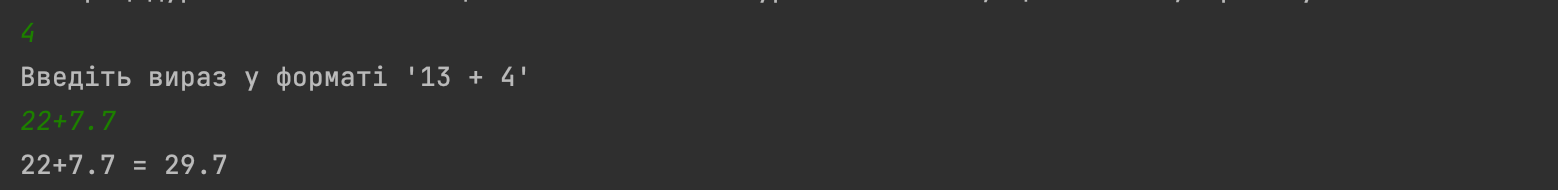 4
Введіть вираз у форматі '13 + 4'
22+7.7
22+7.7 = 29.7